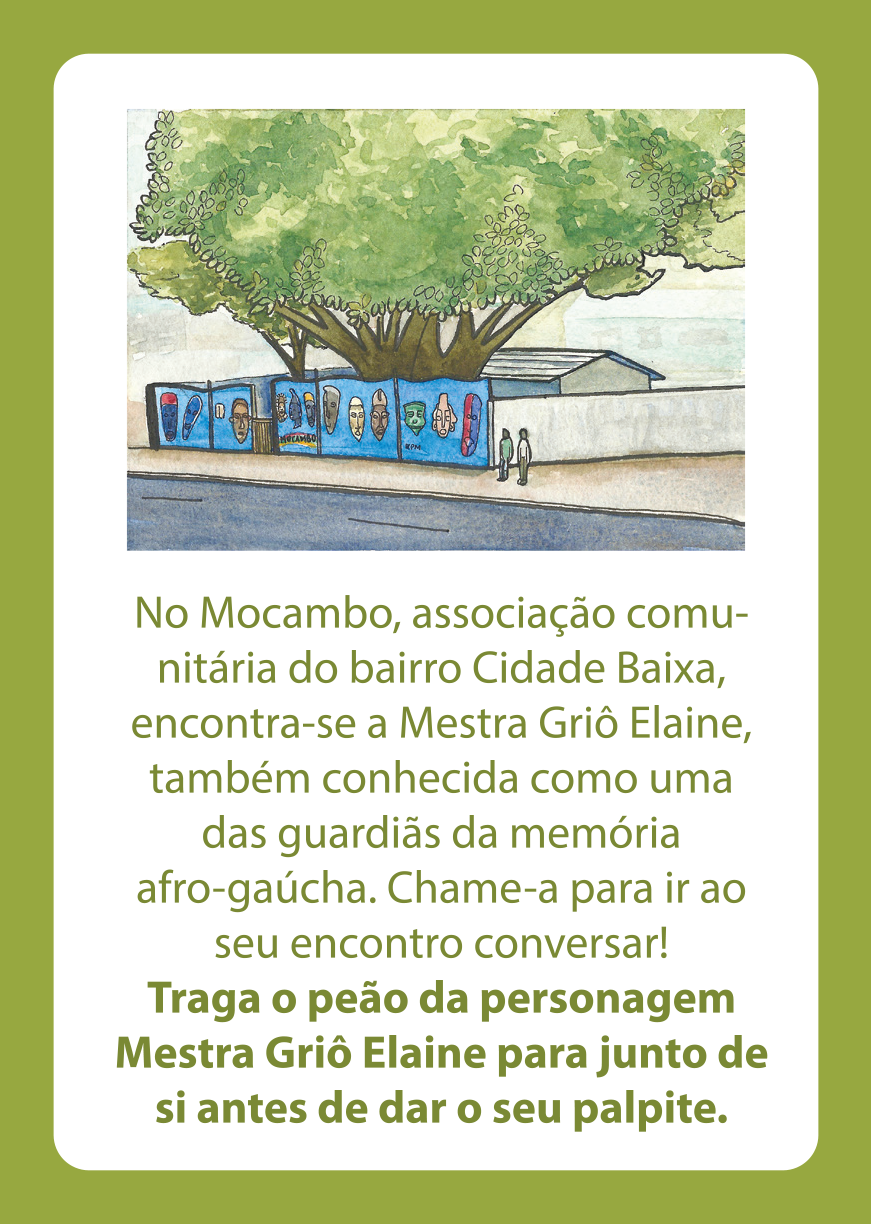 MOCAMBO
KPM
No Mocambo, associação comu-
nitária do bairro Cidade Baixa,
encontra-se a Mestra Griô Elaine,
também conhecida como uma
das guardiãs da memória
afro-gaúcha. Chame-a para ir ao
seu encontro conversar!
Traga o peão da personagem
Mestra Griô Elaine para junto de
si antes de dar o seu palpite.